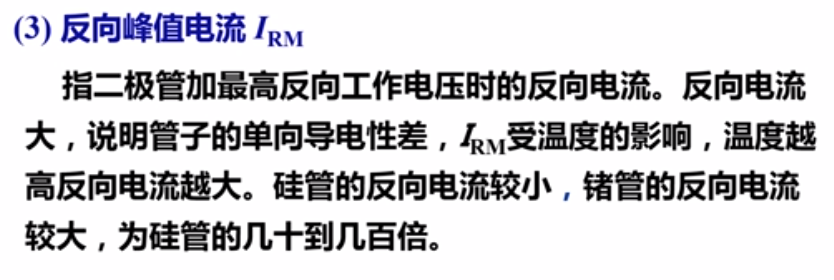 (3) 反向峰值电流 IRM
指二极管加最高反向工作电压时的反向电流。反向电流
大，说明管子的单向导电性差，IRM受温度的影响，温度越
高反向电流越大。硅管的反向电流较小，锗管的反向电流
较大，为硅管的几十到几百倍。